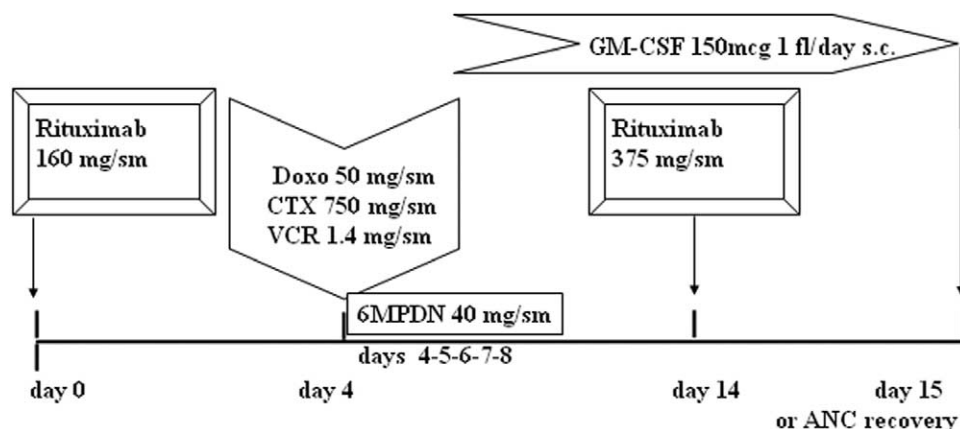 GM-CSF 150mcg 1 fl/day s.c.
Rituximab
160 mg/sm
Doxo 50 mg/sm
CTX 750 mg/sm
VCR 1.4 mg/sm
Rituximab
375 mg/sm
6MPDN 40 mg/sm
days 4-5-6-7-8
day 0
day 4
day 14
day 15
or ANC recovery